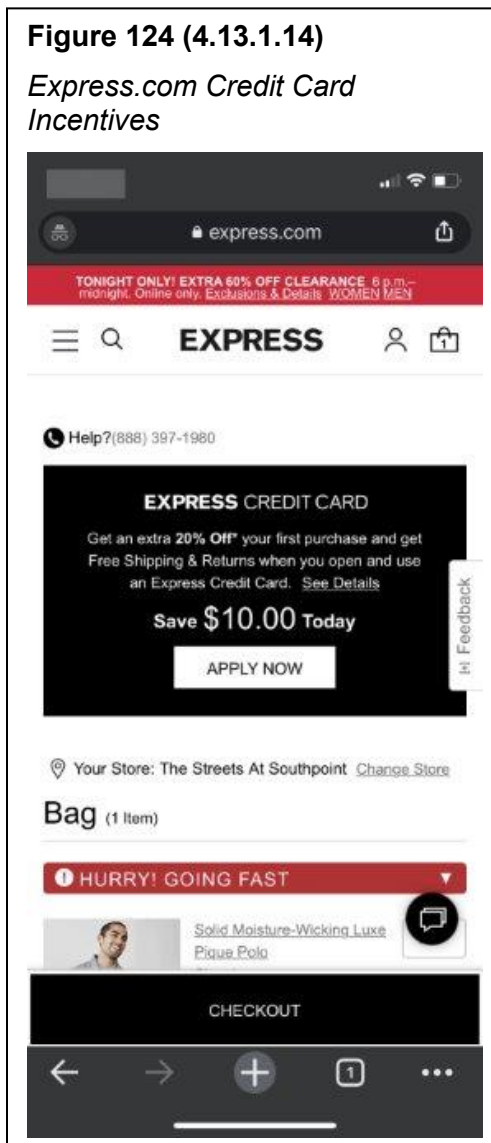 Figure 124 (4.13.1.14)
Express.com Credit Card
Incentives
express.com
TONIGHT ONLY! EXTRA 60% OFF CLEARANCE 6 p.m.–
midnight. Online only. Exclusions & Details WOMEN MEN
EXPRESS
1
Help?(888) 397-1980
EXPRESS CREDIT CARD
Get an extra 20% Off* your first purchase and get
Free Shipping & Returns when you open and use
an Express Credit Card. See Details
Save $10.00 Today
APPLY NOW
[+] Feedback
Your Store: The Streets At Southpoint Change Store
Bag (1 Item)
! HURRY! GOING FAST
Solid Moisture-Wicking Luxe
Pique Polo
CHECKOUT
1